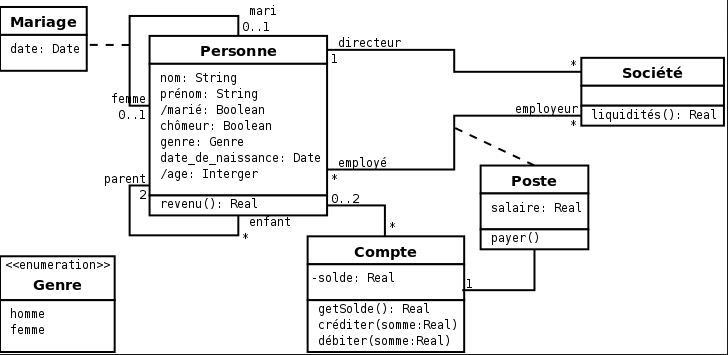 Mariage
date: Date
mari
0..1
femme
0..1
Personne
nom: String
prénom: String
/marié: Boolean
chômeur: Boolean
genre: Genre
date_de_naissance: Date
/age: Interger
revenu(): Real
directeur
1
*
Société
liquidités(): Real
employeur
*
employé
*
parent
2
enfant
*
0..2
*
Poste
salaire: Real
payer()
Compte
-solde: Real
getSolde(): Real
créditer(somme:Real)
débiter(somme:Real)
1
<<enumeration>>
Genre
homme
femme